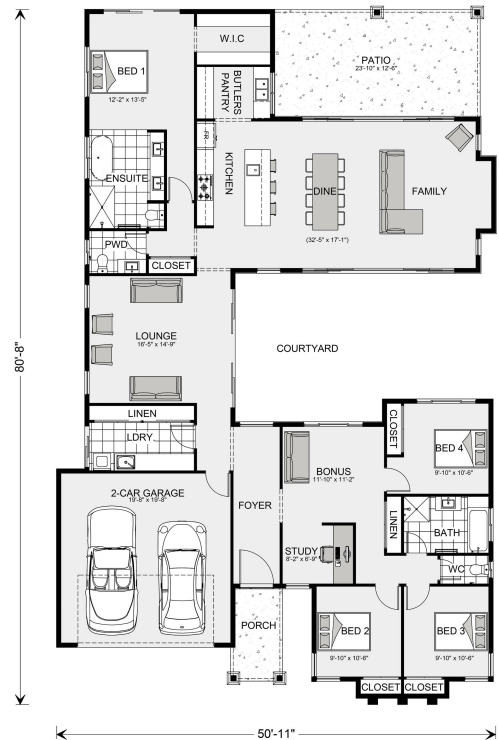 W.I.C
BED 1
12'-2" x 13'-5"
PATIO
23'-10" x 12'-6"
BUTLERS
PANTRY
FR
KITCHEN
ENSUITE
DINE
FAMILY
(32'-5" x 17'-1")
PWD
CLOSET
LOUNGE
16'-5" x 14'-9"
COURTYARD
80'-8"
LINEN
LDRY
CLOSET
BED 4
9'-10" x 10'-6"
BONUS
11'-10" x 11'-2"
2-CAR GARAGE
19'-8" x 19'-8"
FOYER
LINEN
BATH
STUDY
8'-2" x 6'-9"
WC
PORCH
BED 2
9'-10" x 10'-6"
BED 3
9'-10" x 10'-6"
CLOSET
CLOSET
50'-11"